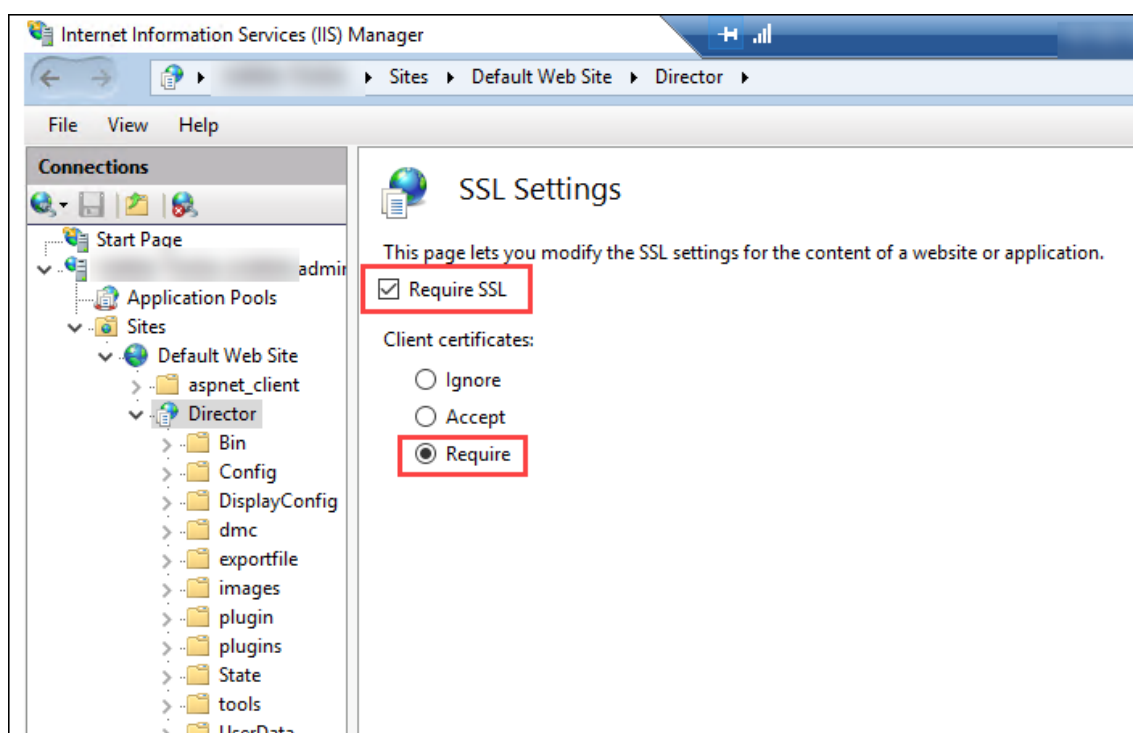 Internet Information Services (IIS) Manager
Sites Default Web Site Director
File View Help
Connections
SSL Settings
Start Page
This page lets you modify the SSL settings for the content of a website or application.
admin
Require SSL
Application Pools
Sites
Client certificates:
Default Web Site
Ignore
aspnet_client
Director
Accept
Bin
Require
Config
DisplayConfig
dmc
exportfile
images
plugin
plugins
State
tools
UserData